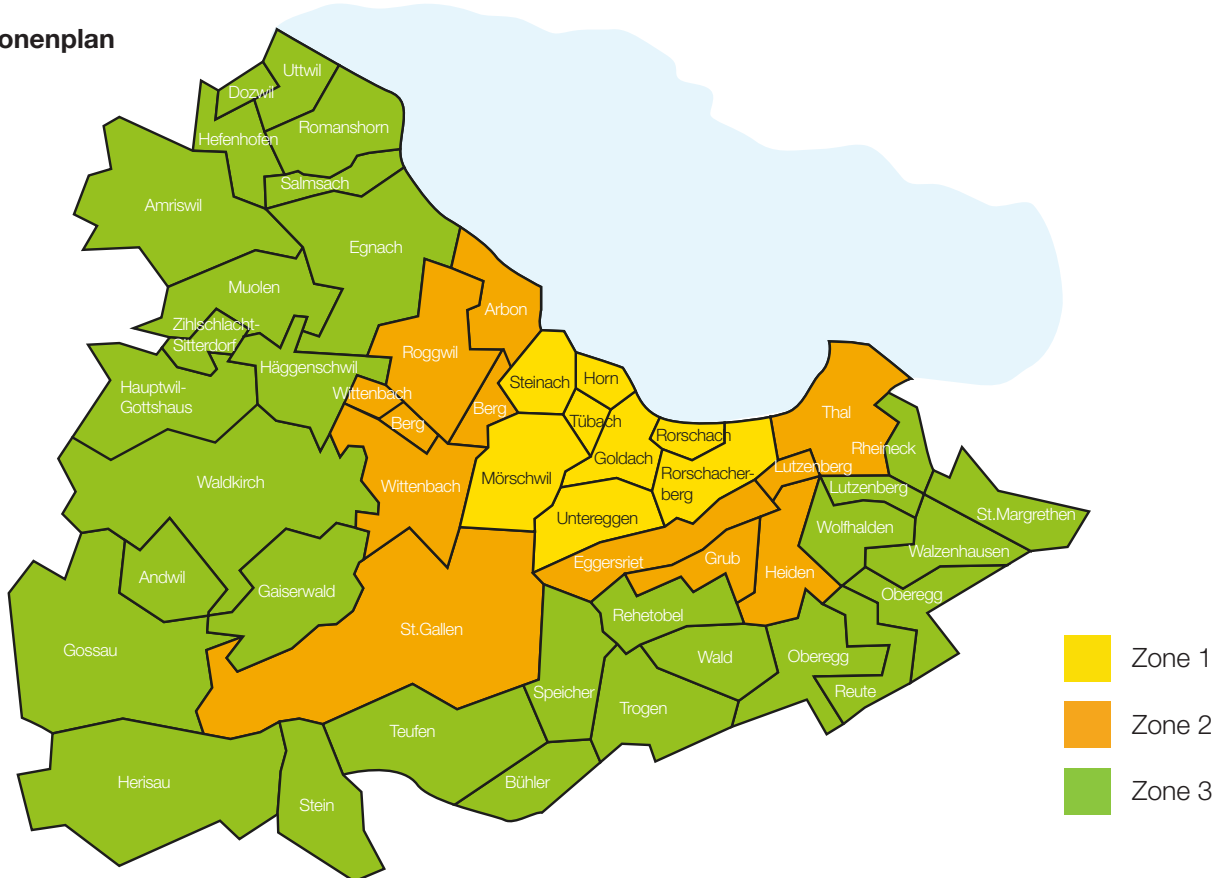 onenplan
Uttwil
Dozwil
Romanshorn
Hefenhofen
Salmsach
Amriswil
Egnach
Muolen
Arbon
Zihlschlacht-
Sitterdorf
Roggwil
Häggenschwil
Hauptwil-
Gottshaus
Wittenbach
Berg
Berg
Steinach
Horn
Tübach
Rorschach
Goldach
Thal
Rheineck
Lutzenberg
Rorschacher-
berg
Mörschwil
Waldkirch
Wittenbach
Lutzenberg
St.Margrethen
Untereggen
Wolfhalden
Walzenhausen
Eggersriet
Grub
Heiden
Andwil
Gaiserwald
Oberegg
Rehetobel
St.Gallen
Gossau
Wald
Oberegg
Zone 1
Speicher
Reute
Trogen
Teufen
Zone 2
Herisau
Bühler
Stein
Zone 3